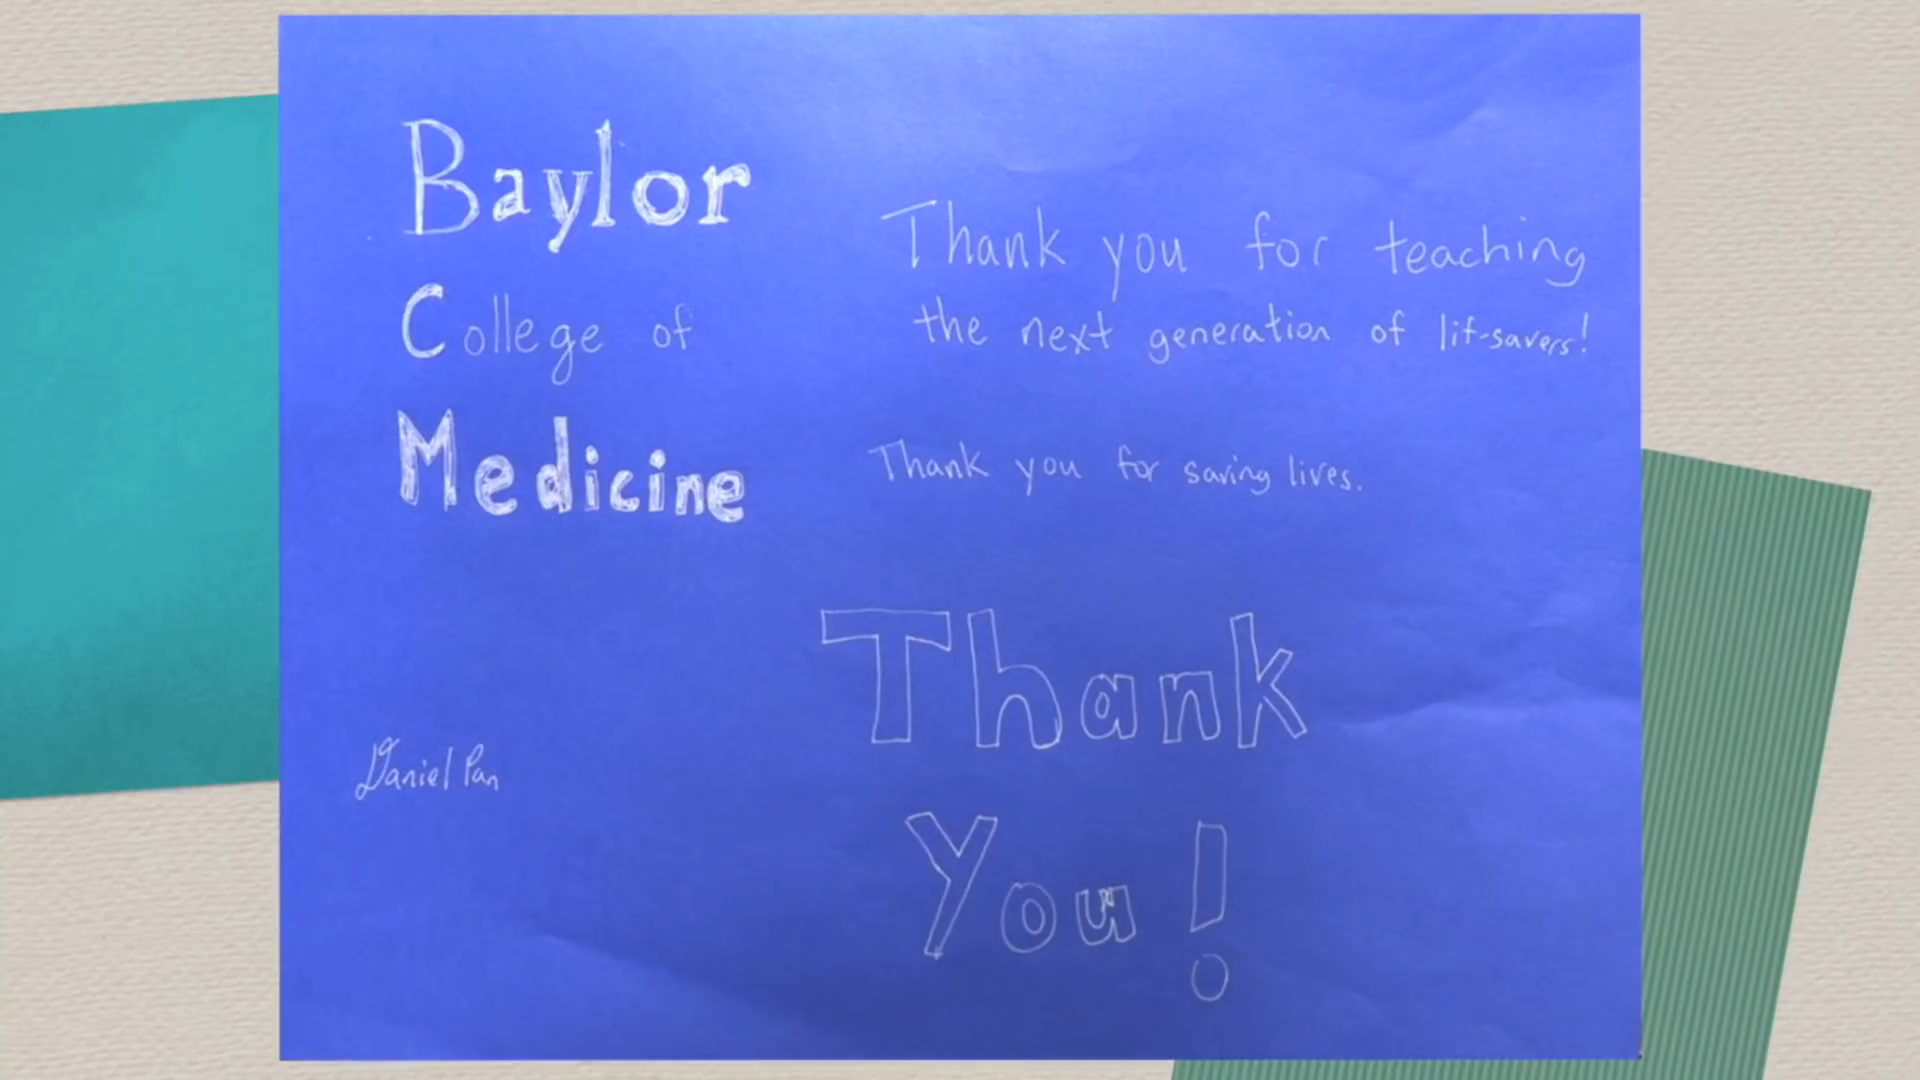 Baylor
College of
Medicine
Thank you for teaching
the next generation of lif-savers!
Thank you for saving lives.
Thank
You!
Daniel Pan